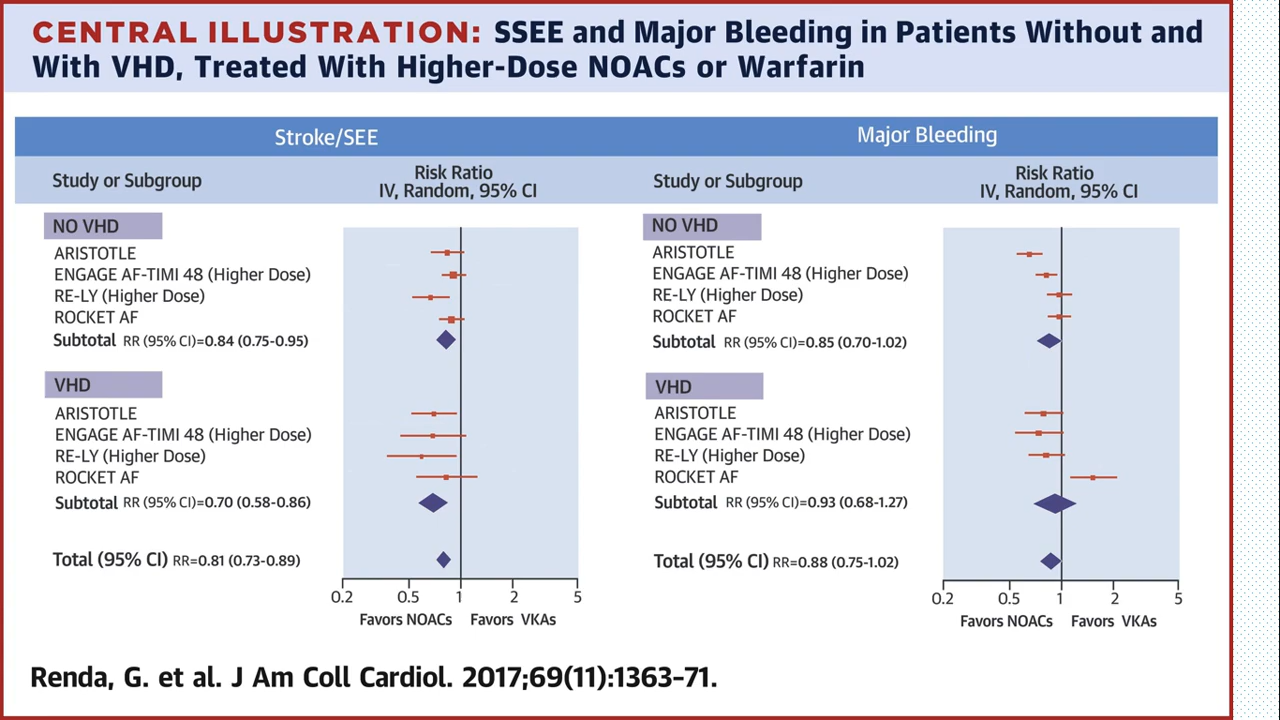 CENTRAL ILLUSTRATION: SSEE and Major Bleeding in Patients Without and
With VHD, Treated With Higher-Dose NOACs or Warfarin
Stroke/SEE
Study or Subgroup
Risk Ratio
IV, Random, 95% CI
NO VHD
ARISTOTLE
ENGAGE AF-TIMI 48 (Higher Dose)
RE-LY (Higher Dose)
ROCKET AF
Subtotal RR (95% CI)=0.84 (0.75-0.95)
VHD
ARISTOTLE
ENGAGE AF-TIMI 48 (Higher Dose)
RE-LY (Higher Dose)
ROCKET AF
Subtotal RR (95% CI)=0.70 (0.58-0.86)
Total (95% CI) RR=0.81 (0.73-0.89)
0.2 0.5 1 2 5
Favors NOACs Favors VKAs
Major Bleeding
Study or Subgroup
Risk Ratio
IV, Random, 95% CI
NO VHD
ARISTOTLE
ENGAGE AF-TIMI 48 (Higher Dose)
RE-LY (Higher Dose)
ROCKET AF
Subtotal RR (95% CI)=0.85 (0.70-1.02)
VHD
ARISTOTLE
ENGAGE AF-TIMI 48 (Higher Dose)
RE-LY (Higher Dose)
ROCKET AF
Subtotal RR (95% CI)=0.93 (0.68-1.27)
Total (95% CI) RR=0.88 (0.75-1.02)
0.2 0.5 1 2 5
Favors NOACs Favors VKAs
Renda, G. et al. J Am Coll Cardiol. 2017;69(11):1363-71.